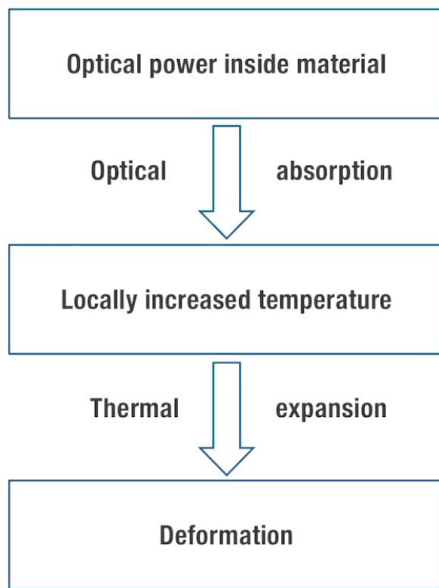 Optical power inside material
Optical absorption
Locally increased temperature
Thermal expansion
Deformation